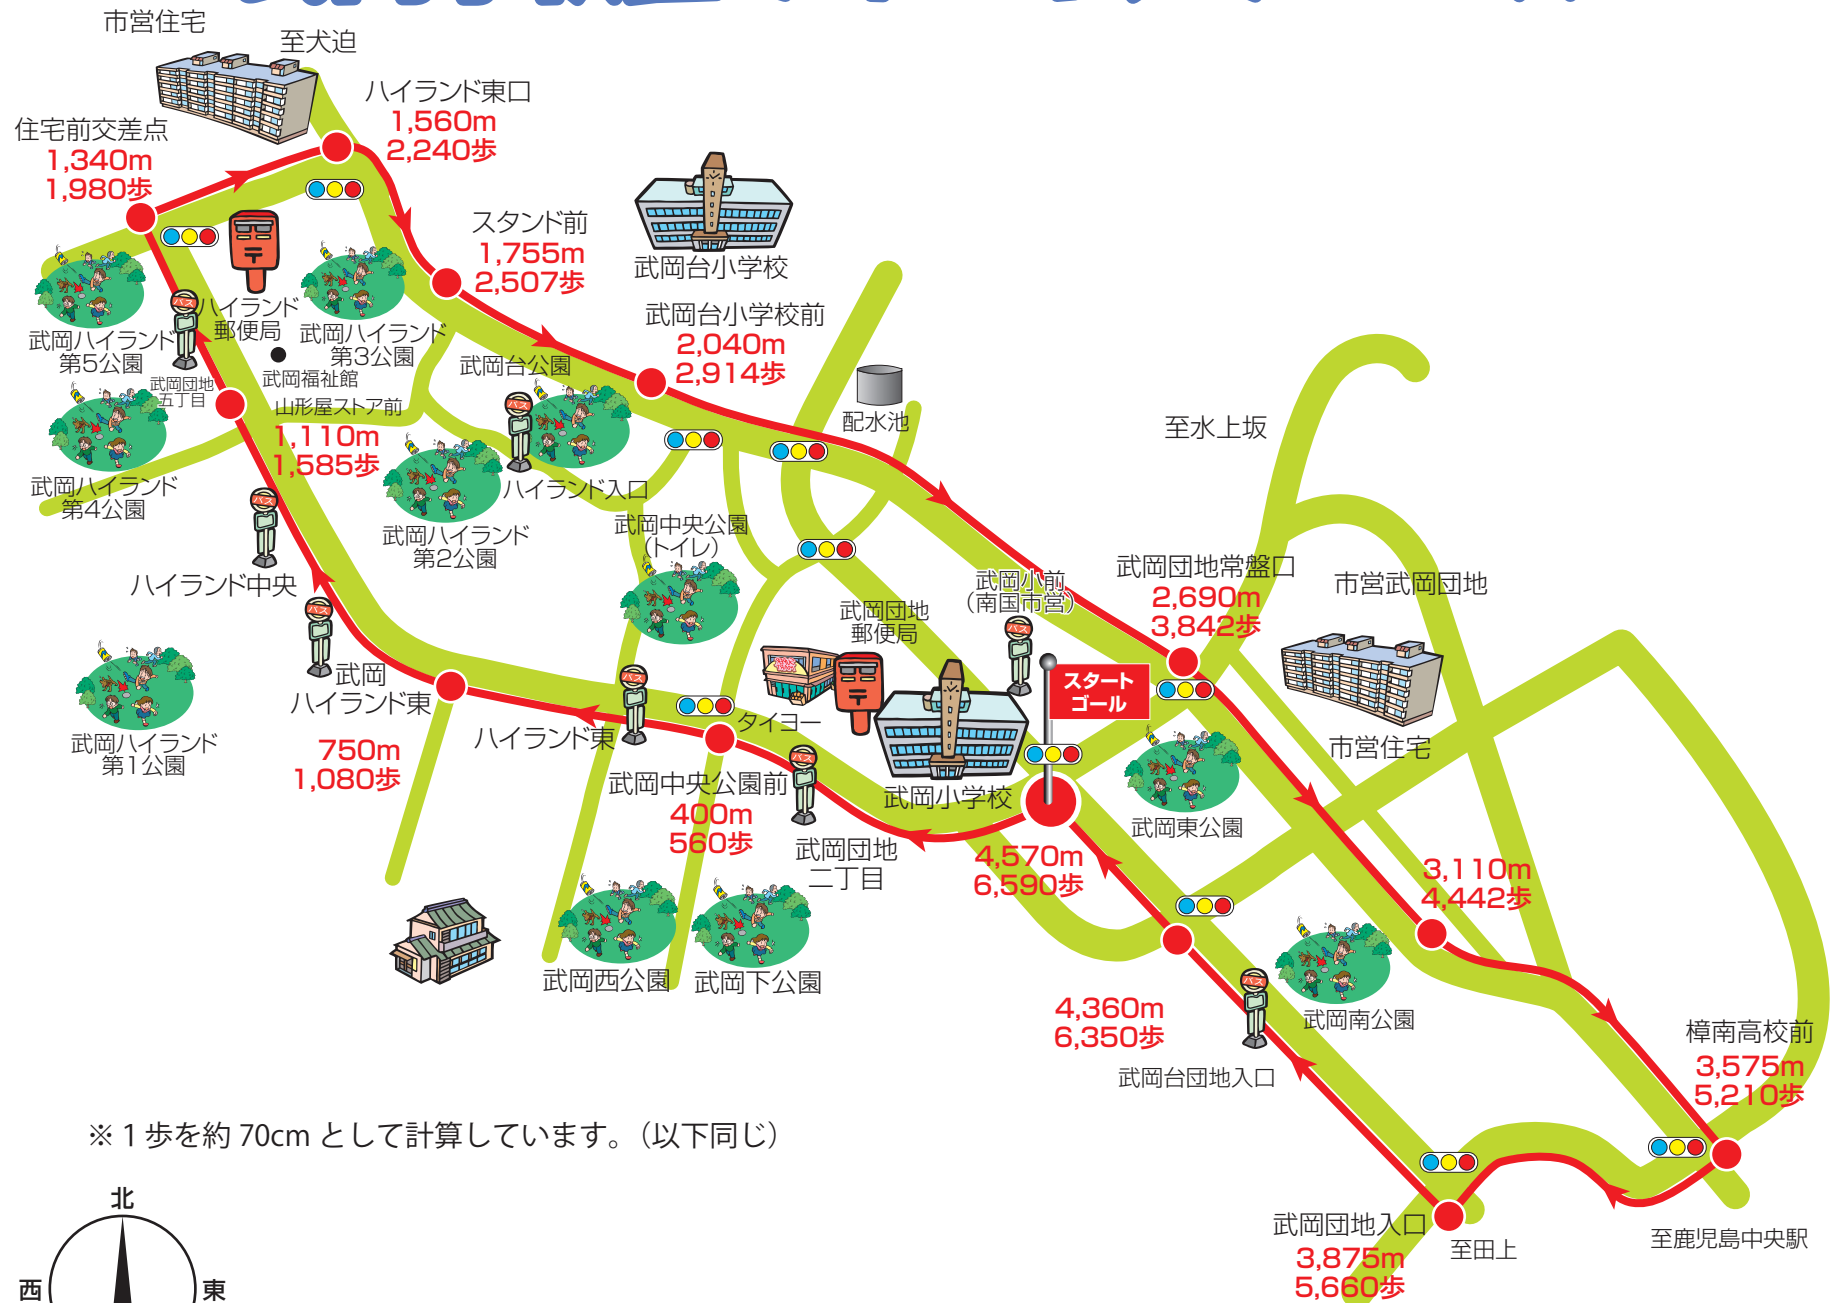 市営住宅
至犬迫
ハイランド東口
1,560m
2,240歩
住宅前交差点
1,340m
1,980歩
スタンド前
1,755m
2,507歩
武岡台小学校
武岡台小学校前
2,040m
2,914歩
ハイランド
郵便局
武岡ハイランド
第5公園
武岡ハイランド
第3公園
武岡福祉館
武岡台公園
配水池
至水上坂
バス
武岡団地
五丁目
山形屋ストア前
1,110m
1,585歩
武岡ハイランド
第4公園
バス
ハイランド入口
武岡ハイランド
第2公園
バス
ハイランド中央
武岡中央公園
（トイレ）
武岡小前
（南国市営）
バス
武岡団地常盤口
2,690m
3,842歩
市営武岡団地
武岡団地
郵便局
バス
武岡
ハイランド東
750m
1,080歩
武岡ハイランド
第1公園
バス
ハイランド東
タイヨー
スタート
ゴール
市営住宅
武岡中央公園前
400m
560歩
バス
武岡団地
二丁目
武岡小学校
武岡東公園
4,570m
6,590歩
3,110m
4,442歩
武岡西公園
武岡下公園
バス
武岡南公園
4,360m
6,350歩
武岡台団地入口
樟南高校前
3,575m
5,210歩
※１歩を約 70cm として計算しています。（以下同じ）
武岡団地入口
3,875m
5,660歩
至田上
至鹿児島中央駅
北
西
東